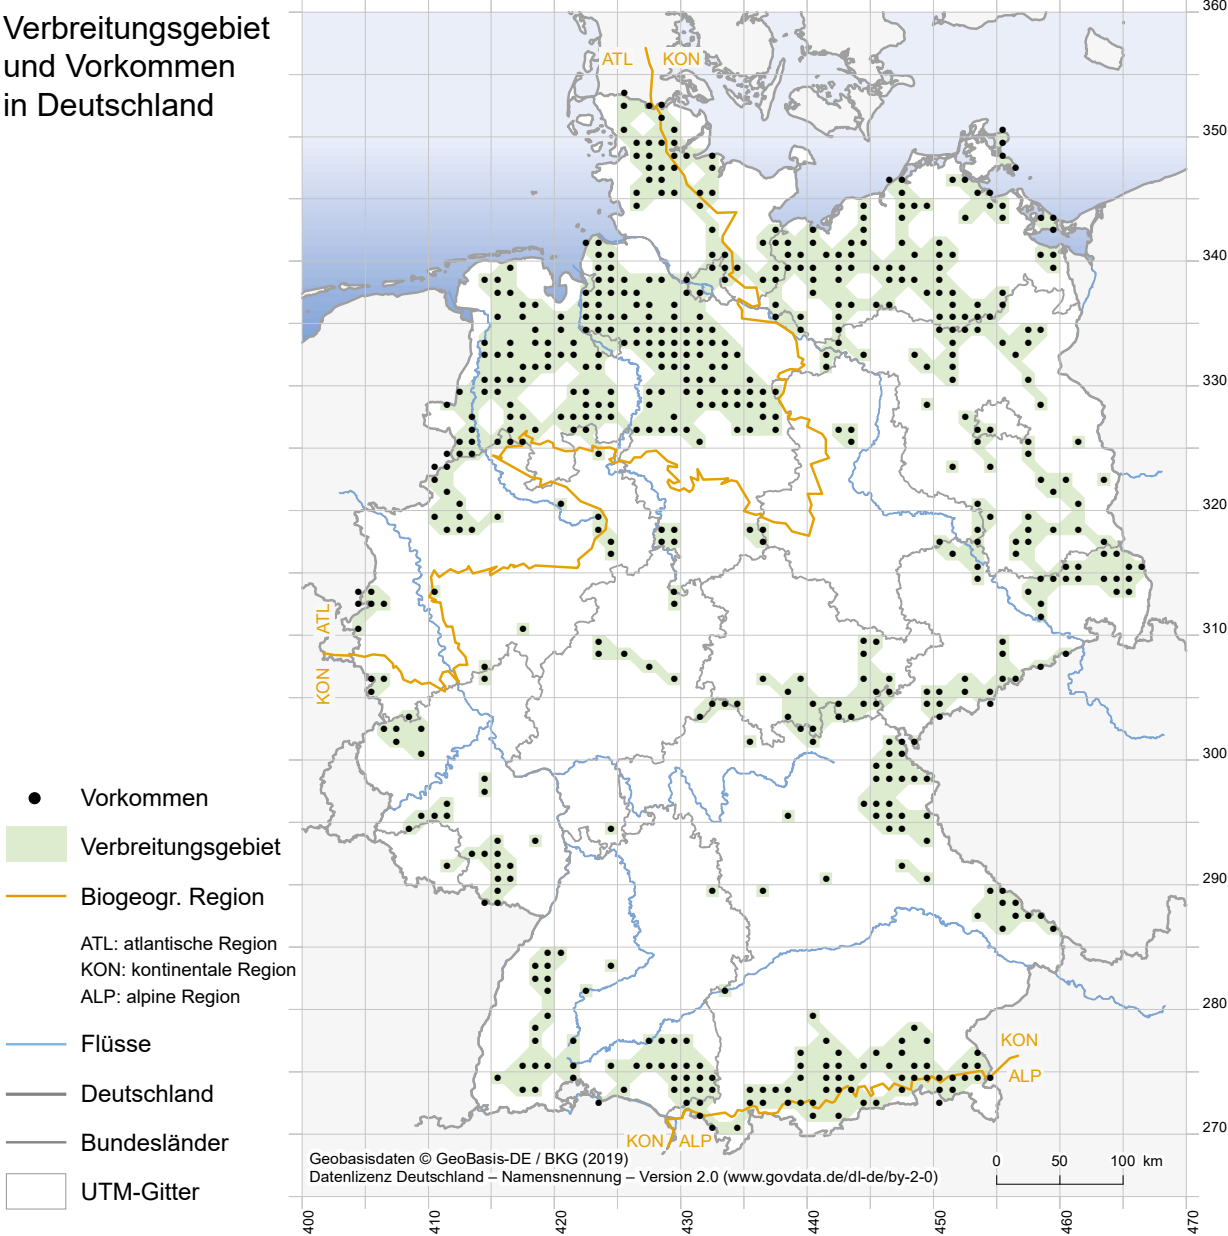 Verbreitungsgebiet
und Vorkommen
in Deutschland
ATL KON
360
350
340
330
320
310
300
290
280
270
ATL
KON
Vorkommen
Verbreitungsgebiet
Biogeogr. Region
ATL: atlantische Region
KON: kontinentale Region
ALP: alpine Region
Flüsse
Deutschland
Bundesländer
UTM-Gitter
KON
ALP
KON ALP
Geobasisdaten © GeoBasis-DE / BKG (2019)
Datenlizenz Deutschland – Namensnennung – Version 2.0 (www.govdata.de/dl-de/by-2-0)
0 50 100 km
400 410 420 430 440 450 460 470